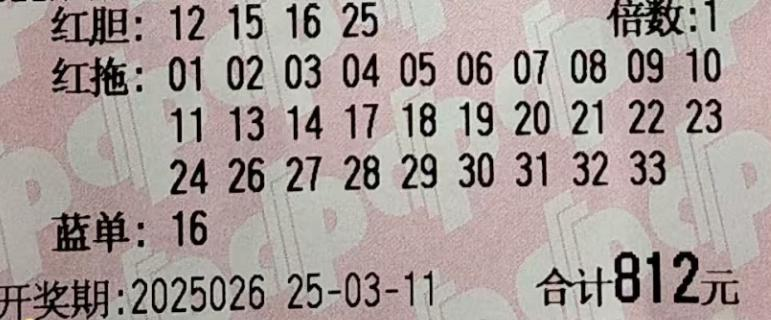 红胆: 12 15 16 25 倍数:1
红拖: 01 02 03 04 05 06 07 08 09 10
11 13 14 17 18 19 20 21 22 23
24 26 27 28 29 30 31 32 33
蓝单: 16
开奖期:2025026 25-03-11 合计812元